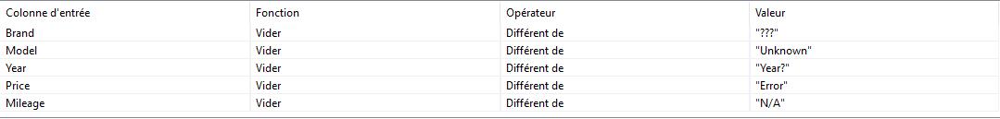 Colonne d'entrée Fonction Opérateur Valeur
Brand Vider Différent de "???"
Model Vider Différent de "Unknown"
Year Vider Différent de "Year?"
Price Vider Différent de "Error"
Mileage Vider Différent de "N/A"